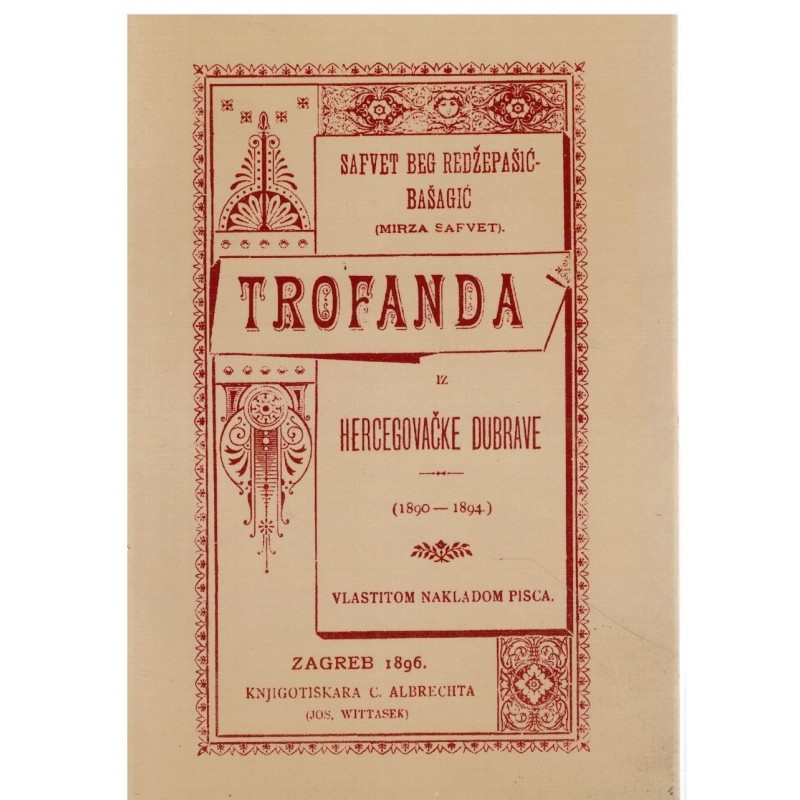 SAFVET BEG REDŽEPAŠIĆ-
BAŠAGIĆ
(MIRZA SAFVET).
TROFANDA
IZ
HERCEGOVAČKE DUBRAVE
(1890 — 1894.)
VLASTITOM NAKLADOM PISCA.
ZAGREB 1896.
KNJIGOTISKARA C. ALBRECHTA
(JOS, WITTASEK)